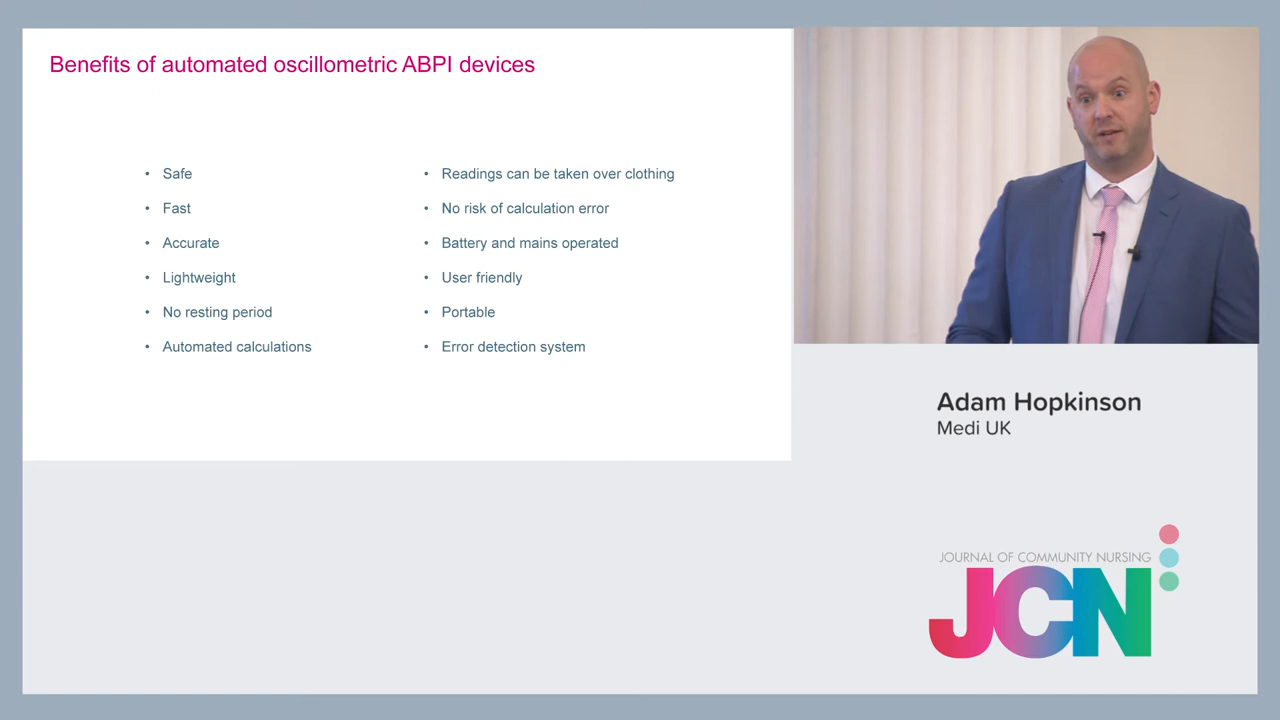 Benefits of automated oscillometric ABPI devices
• Safe
• Fast
• Accurate
• Lightweight
• No resting period
• Automated calculations
• Readings can be taken over clothing
• No risk of calculation error
• Battery and mains operated
• User friendly
• Portable
• Error detection system
Adam Hopkinson
Medi UK
JOURNAL OF COMMUNITY NURSING
JCN